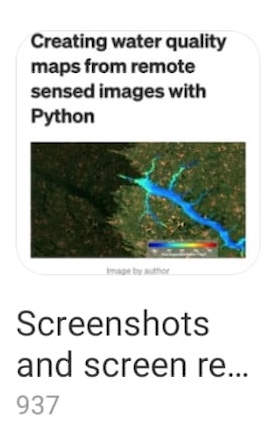 Creating water quality
maps from remote
sensed images with
Python
Image by author
Screenshots
and screen re...
937